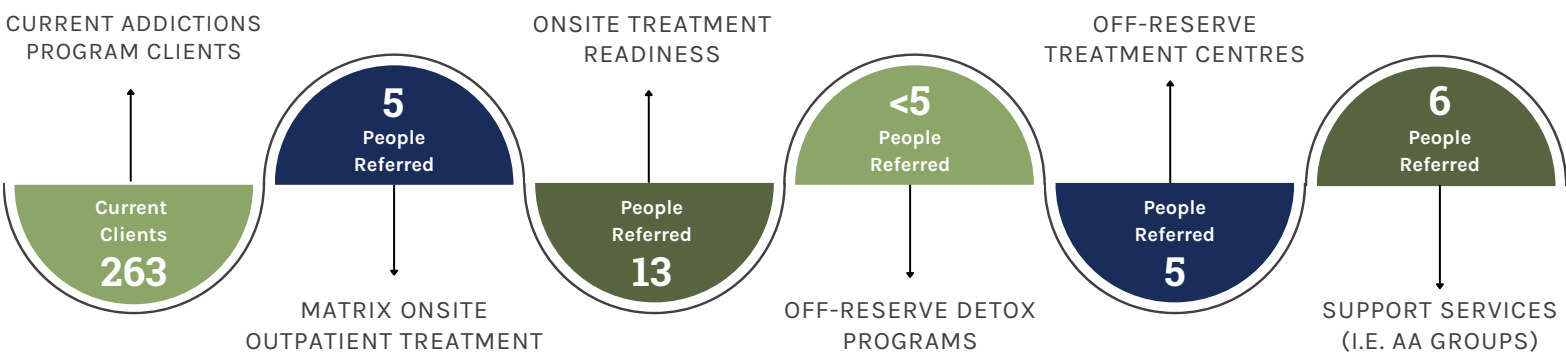 CURRENT ADDICTIONS
PROGRAM CLIENTS
Current
Clients
263
5
People
Referred
MATRIX ONSITE
OUTPATIENT TREATMENT
ONSITE TREATMENT
READINESS
People
Referred
13
<5
People
Referred
OFF-RESERVE DETOX
PROGRAMS
OFF-RESERVE
TREATMENT CENTRES
People
Referred
5
6
People
Referred
SUPPORT SERVICES
(I.E. AA GROUPS)